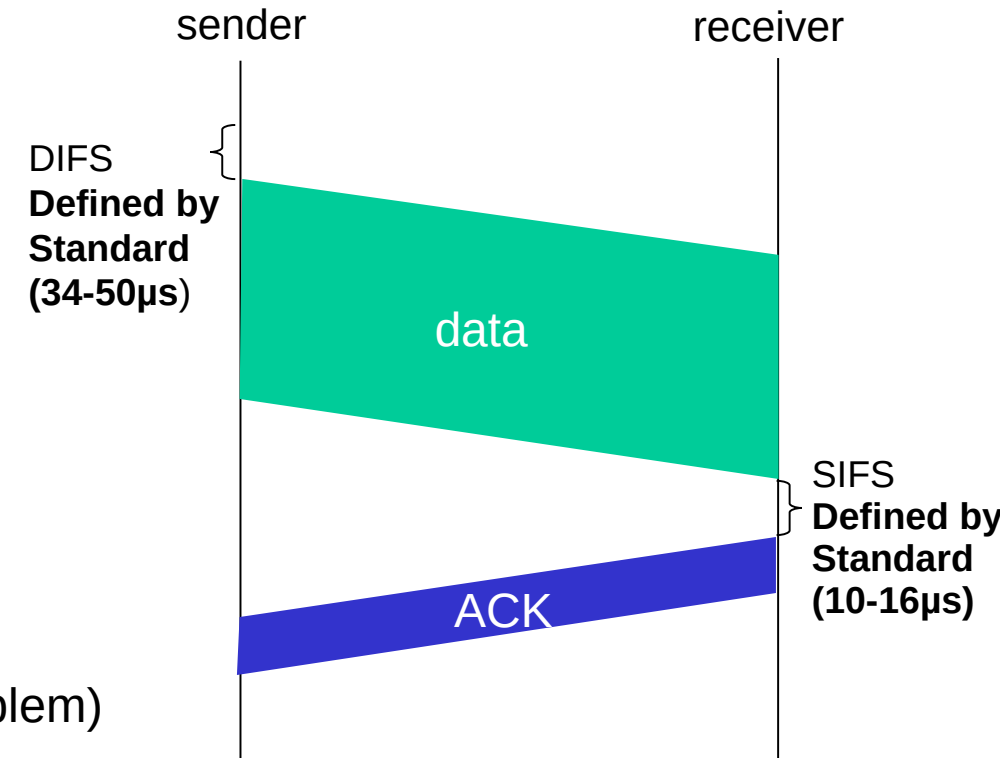 sender
receiver
DIFS
Defined by
Standard
(34-50µs)
data
SIFS
Defined by
Standard
(10-16µs)
ACK
blem)